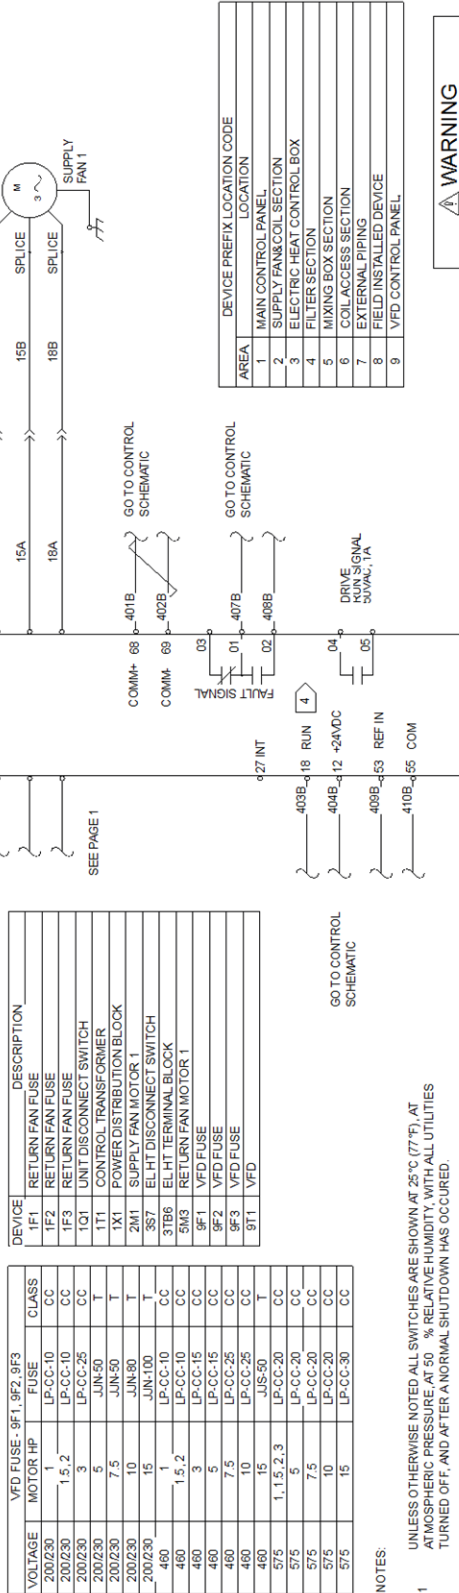 VFD FUSE - 9F1, 9F2, 9F3
VOLTAGE MOTOR HP FUSE CLASS
200/230 1 LP-CC-10 CC
200/230 1.5, 2 LP-CC-10 CC
200/230 3 LP-CC-25 CC
200/230 5 JJN-50 T
200/230 7.5 JJN-50 T
200/230 10 JJN-80 T
200/230 15 JJN-100 T
460 1 LP-CC-10 CC
460 1.5, 2 LP-CC-10 CC
460 3 LP-CC-15 CC
460 5 LP-CC-15 CC
460 7.5 LP-CC-25 CC
460 10 LP-CC-25 CC
460 15 JJS-50 T
575 1, 1.5, 2, 3 LP-CC-20 CC
575 5 LP-CC-20 CC
575 7.5 LP-CC-20 CC
575 10 LP-CC-20 CC
575 15 LP-CC-30 CC
DEVICE DESCRIPTION
1F1 RETURN FAN FUSE
1F2 RETURN FAN FUSE
1F3 RETURN FAN FUSE
1Q1 UNIT DISCONNECT SWITCH
1T1 CONTROL TRANSFORMER
1X1 POWER DISTRIBUTION BLOCK
2M1 SUPPLY FAN MOTOR 1
3S7 EL HT DISCONNECT SWITCH
3TB6 EL HT TERMINAL BLOCK
5M3 RETURN FAN MOTOR 1
9F1 VFD FUSE
9F2 VFD FUSE
9F3 VFD FUSE
9T1 VFD
SEE PAGE 1
27 INT
403B 18 RUN 4
404B 12 +24VDC
409B 53 REF IN
410B 55 COM
GO TO CONTROL
SCHEMATIC
15A 15B SPLICE
18A 18B SPLICE
M
3
SUPPLY
FAN 1
COMM+ 68 401B
COMM- 69 402B
GO TO CONTROL
SCHEMATIC
FAULT SIGNAL
03
01 407B
02 408B
GO TO CONTROL
SCHEMATIC
04
05
DRIVE
RUN SIGNAL
50VAC, 1A
DEVICE PREFIX LOCATION CODE
AREA LOCATION
1 MAIN CONTROL PANEL
2 SUPPLY FAN&COIL SECTION
3 ELECTRIC HEAT CONTROL BOX
4 FILTER SECTION
5 MIXING BOX SECTION
6 COIL ACCESS SECTION
7 EXTERNAL PIPING
8 FIELD INSTALLED DEVICE
9 VFD CONTROL PANEL
WARNING
NOTES:
1 UNLESS OTHERWISE NOTED ALL SWITCHES ARE SHOWN AT 25°C (77°F), AT
ATMOSPHERIC PRESSURE, AT 50 % RELATIVE HUMIDITY, WITH ALL UTILITIES
TURNED OFF, AND AFTER A NORMAL SHUTDOWN HAS OCCURED.